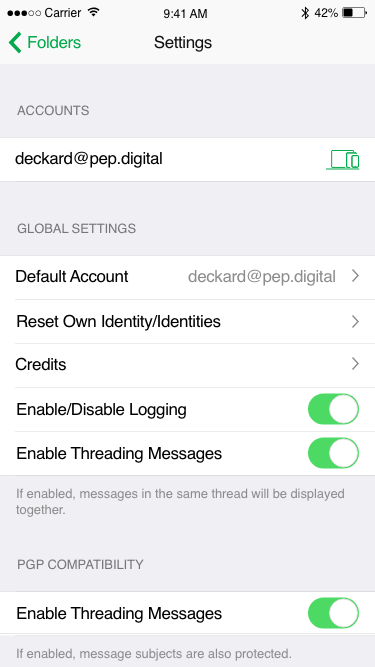 Carrier 9:41 AM 42%
Folders Settings
ACCOUNTS
deckard@pep.digital
GLOBAL SETTINGS
Default Account deckard@pep.digital
Reset Own Identity/Identities
Credits
Enable/Disable Logging
Enable Threading Messages
If enabled, messages in the same thread will be displayed
together.
PGP COMPATIBILITY
Enable Threading Messages
If enabled, message subjects are also protected.